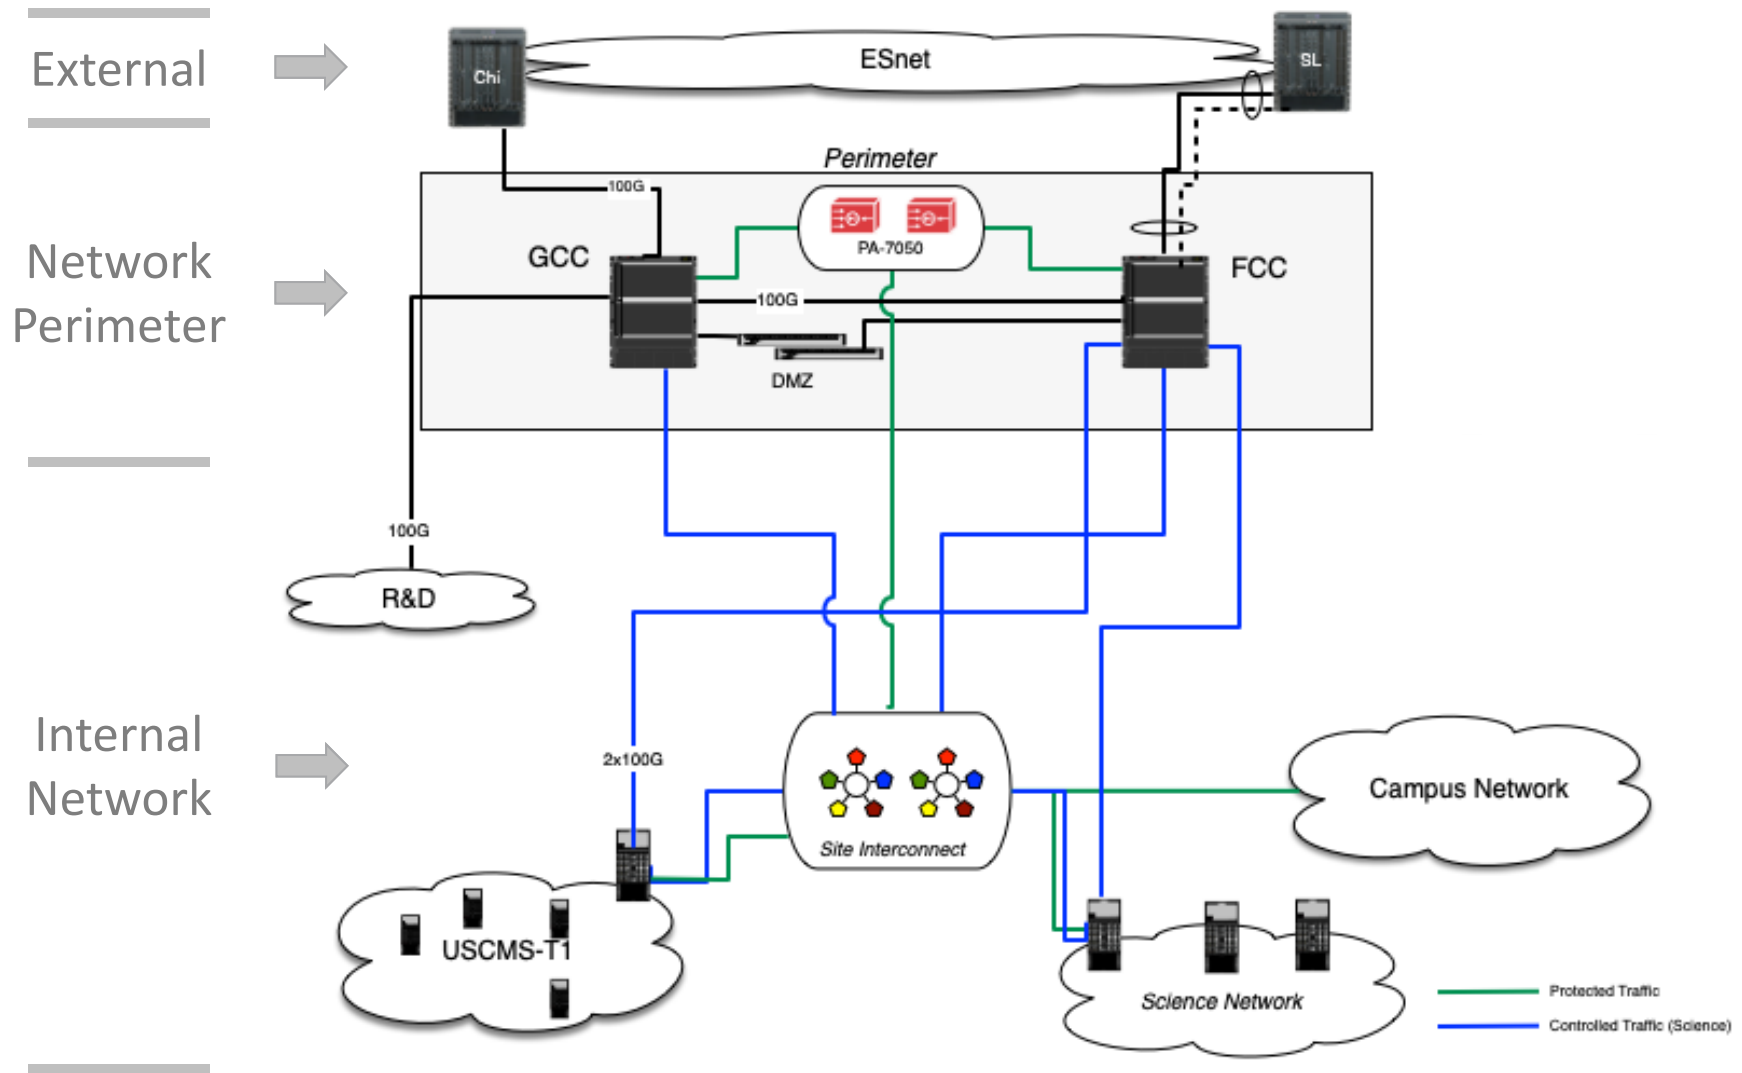 External
Chi
ESnet
SL
Perimeter
100G
PA-7050
GCC
FCC
Network
Perimeter
100G
DMZ
100G
R&D
Internal
Network
2x100G
Campus Network
Site Interconnect
USCMS-T1
Science Network
Protected Traffic
Controlled Traffic (Science)